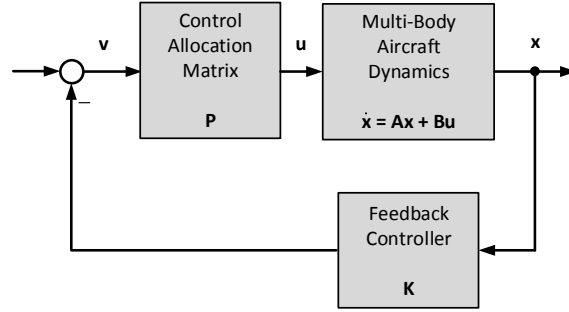 v
Control
Allocation
Matrix
P
u
Multi-Body
Aircraft
Dynamics
ẋ = Ax + Bu
x
−
Feedback
Controller
K